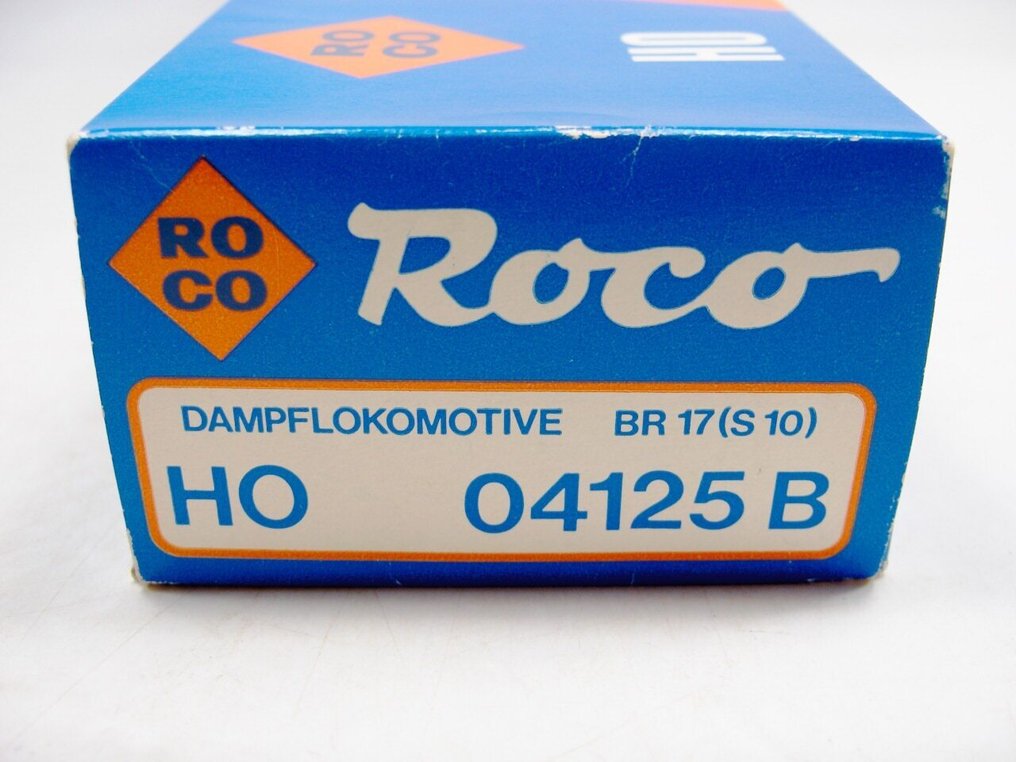 RO
CO
HO
RO
CO
Roco
DAMPFLOKOMOTIVE BR 17 (S 10)
HO 04125 B